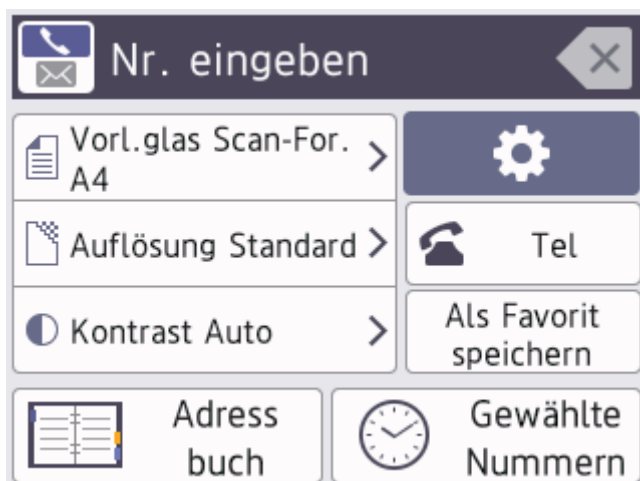 Nr. eingeben
Vorl.glas Scan-For.
A4
Auflösung Standard
Tel
Kontrast Auto
Als Favorit
speichern
Adress
buch
Gewählte
Nummern